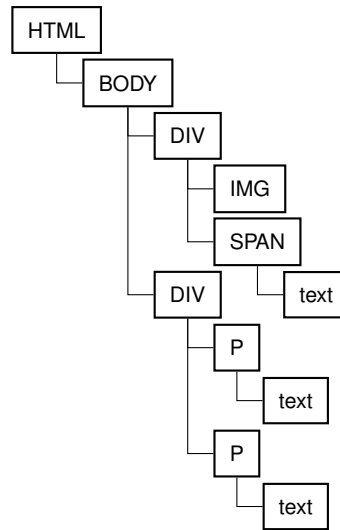 HTML
BODY
DIV
IMG
SPAN
text
DIV
P
text
P
text